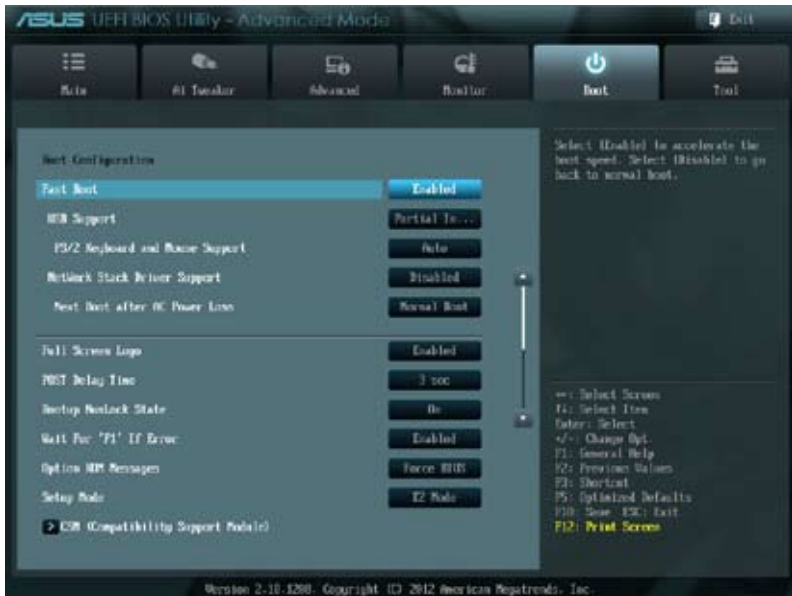 ASUS UEFI BIOS Utility - Advanced Mode
Exit
Main
Ai Tweaker
Advanced
Monitor
Boot
Tool
Boot Configuration
Fast Boot
Enabled
USB Support
Partial In...
PS/2 Keyboard and Mouse Support
Auto
Network Stack Driver Support
Disabled
Next Boot after AC Power Loss
Normal Boot
Full Screen Logo
Enabled
POST Delay Time
3 sec
Bootup NumLock State
On
Wait For 'F1' If Error
Enabled
Option ROM Messages
Force BIOS
Setup Mode
EZ Mode
CSM (Compatibility Support Module)
Select [Enable] to accelerate the
boot speed. Select [Disable] to go
back to normal boot.
→←: Select Screen
↑↓: Select Item
Enter: Select
+/-: Change Opt.
F1: General Help
F2: Previous Values
F3: Shortcut
F5: Optimized Defaults
F10: Save ESC: Exit
F12: Print Screen
Version 2.10.1208. Copyright (C) 2012 American Megatrends, Inc.